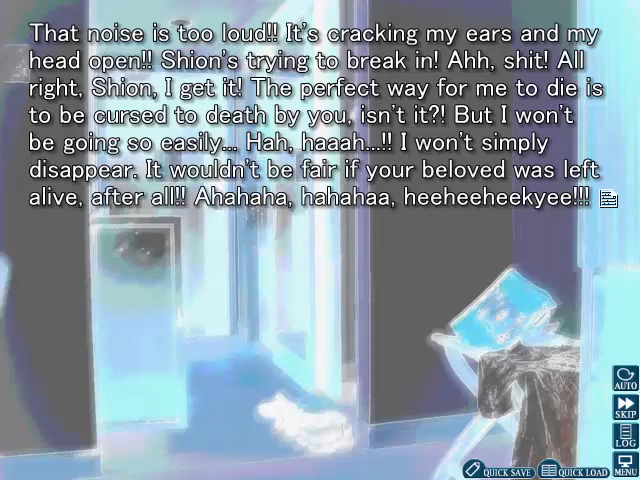 That noise is too loud!! It's cracking my ears and my
head open!! Shion's trying to break in! Ahh, shit! All
right, Shion, I get it! The perfect way for me to die is
to be cursed to death by you, isn't it?! But I won't
be going so easily... Hah, haaah...!! I won't simply
disappear. It wouldn't be fair if your beloved was left
alive, after all!! Ahahaha, hahahaa, heeheeheekyee!!!
AUTO
SKIP
LOG
QUICK SAVE QUICK LOAD MENU